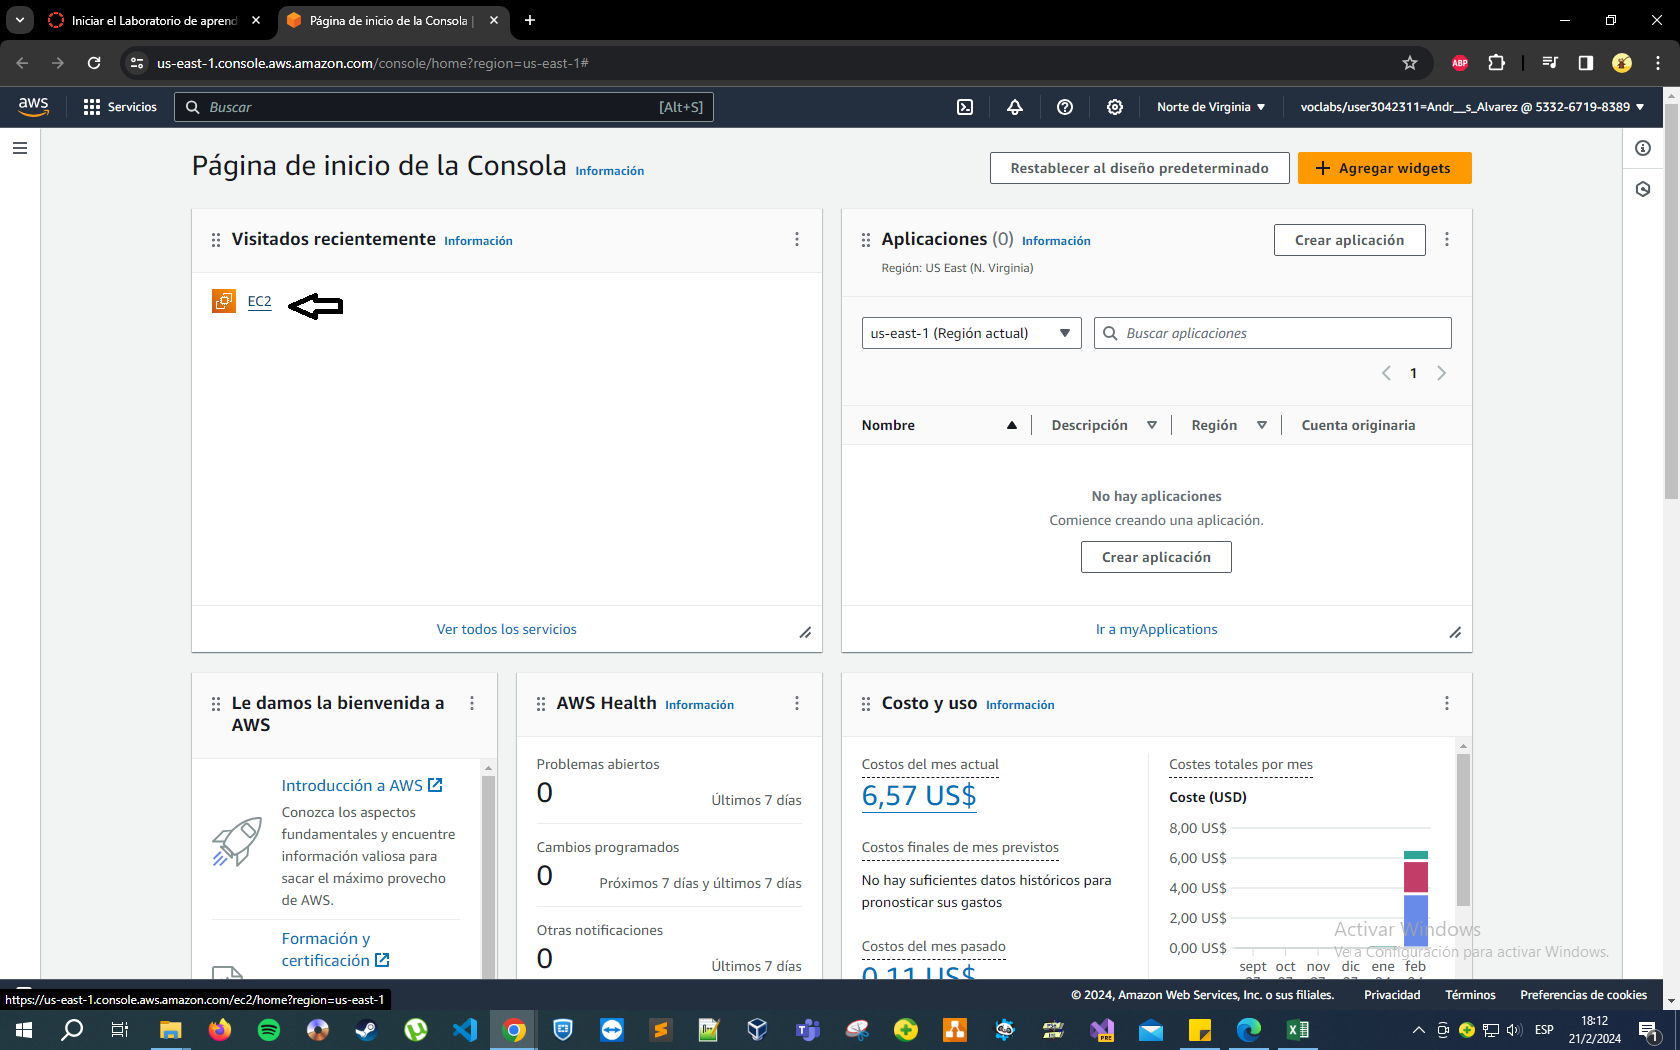 Iniciar el Laboratorio de aprend
Página de inicio de la Consola |
us-east-1.console.aws.amazon.com/console/home?region=us-east-1#
ABP
aws
Servicios
Buscar
[Alt+S]
Norte de Virginia
voclabs/user3042311=Andr__s_Alvarez @ 5332-6719-8389
Página de inicio de la Consola Información
Restablecer al diseño predeterminado
Agregar widgets
Visitados recientemente Información
EC2
Ver todos los servicios
Aplicaciones (0) Información
Región: US East (N. Virginia)
Crear aplicación
us-east-1 (Región actual)
Buscar aplicaciones
1
Nombre
Descripción
Región
Cuenta originaria
No hay aplicaciones
Comience creando una aplicación.
Crear aplicación
Ir a myApplications
Le damos la bienvenida a
AWS
Introducción a AWS
Conozca los aspectos
fundamentales y encuentre
información valiosa para
sacar el máximo provecho
de AWS.
Formación y
certificación
AWS Health Información
Problemas abiertos
0
Últimos 7 días
Cambios programados
0
Próximos 7 días y últimos 7 días
Otras notificaciones
0
Últimos 7 días
Costo y uso Información
Costos del mes actual
6,57 US$
Costos finales de mes previstos
No hay suficientes datos históricos para
pronosticar sus gastos
Costos del mes pasado
0,11 US$
Costes totales por mes
Coste (USD)
8,00 US$
6,00 US$
4,00 US$
2,00 US$
0,00 US$
sept oct nov dic ene feb
Activar Windows
Ve a Configuración para activar Windows.
https://us-east-1.console.aws.amazon.com/ec2/home?region=us-east-1
© 2024, Amazon Web Services, Inc. o sus filiales.
Privacidad
Términos
Preferencias de cookies
PRE
ESP
18:12
21/2/2024
1